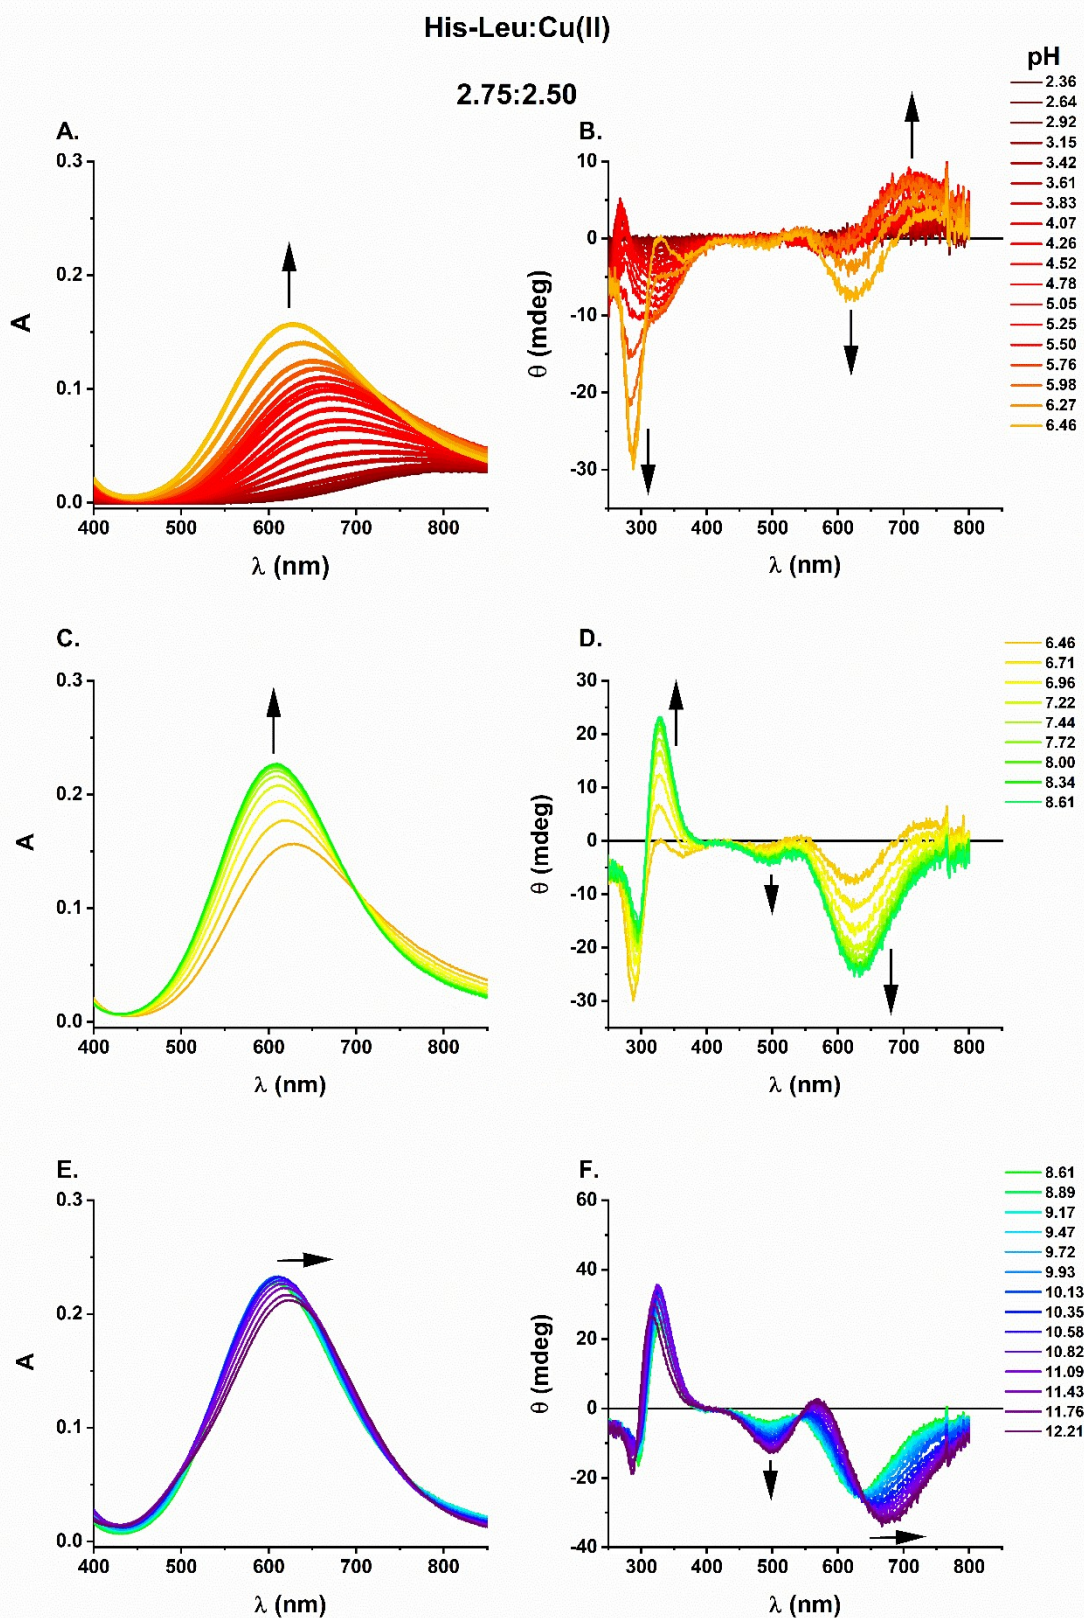 His-Leu:Cu(II)
2.75:2.50
pH
2.36
2.64
2.92
3.15
3.42
3.61
3.83
4.07
4.26
4.52
4.78
5.05
5.25
5.50
5.76
5.98
6.27
6.46
A.
0.3
0.2
0.1
0.0
A
400 500 600 700 800
λ (nm)
B.
10
0
-10
-20
-30
θ (mdeg)
300 400 500 600 700 800
λ (nm)
C.
0.3
0.2
0.1
0.0
A
400 500 600 700 800
λ (nm)
D.
30
20
10
0
-10
-20
-30
θ (mdeg)
300 400 500 600 700 800
λ (nm)
6.46
6.71
6.96
7.22
7.44
7.72
8.00
8.34
8.61
E.
0.3
0.2
0.1
0.0
A
400 500 600 700 800
λ (nm)
F.
60
40
20
0
-20
-40
θ (mdeg)
300 400 500 600 700 800
λ (nm)
8.61
8.89
9.17
9.47
9.72
9.93
10.13
10.35
10.58
10.82
11.09
11.43
11.76
12.21